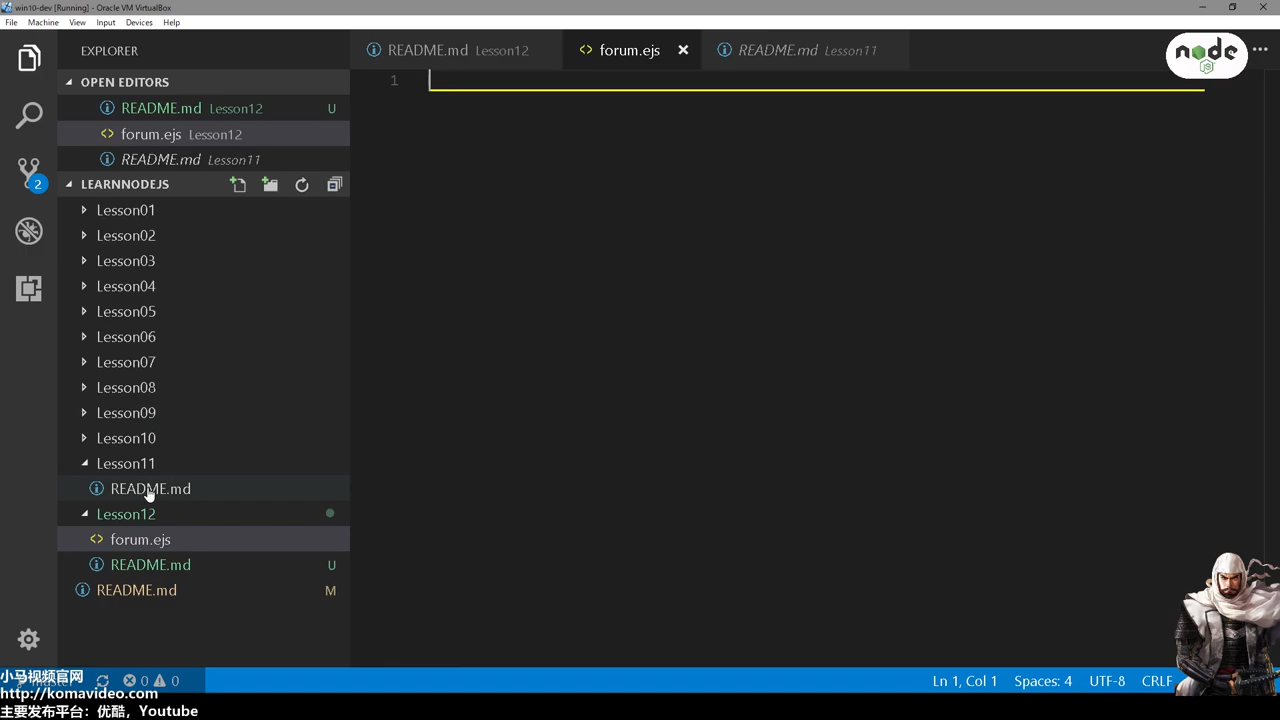 win10-dev [Running] - Oracle VM VirtualBox
File Machine View Input Devices Help
EXPLORER
README.md Lesson12
forum.ejs
README.md Lesson11
node
JS
OPEN EDITORS
1
README.md Lesson12 U
forum.ejs Lesson12
README.md Lesson11
2
LEARNNODEJS
Lesson01
Lesson02
Lesson03
Lesson04
Lesson05
Lesson06
Lesson07
Lesson08
Lesson09
Lesson10
Lesson11
README.md
Lesson12
forum.ejs
README.md U
README.md M
小马视频官网
0 0
Ln 1, Col 1 Spaces: 4 UTF-8 CRLF
http://komavideo.com
主要发布平台：优酷，Youtube